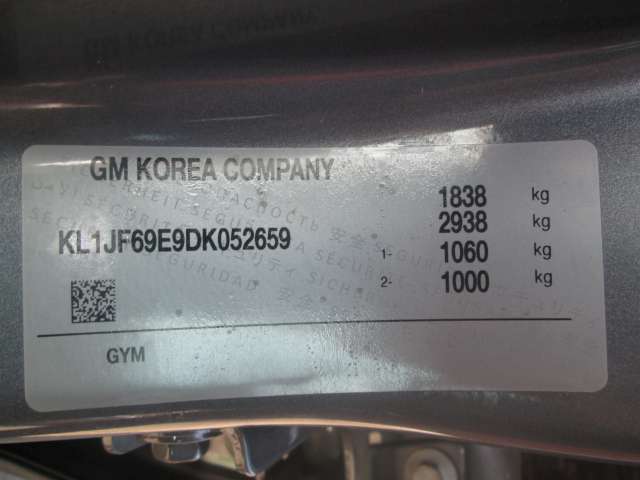 GM KOREA COMPANY
1838 kg
2938 kg
KL1JF69E9DK052659
1- 1060 kg
2- 1000 kg
GYM